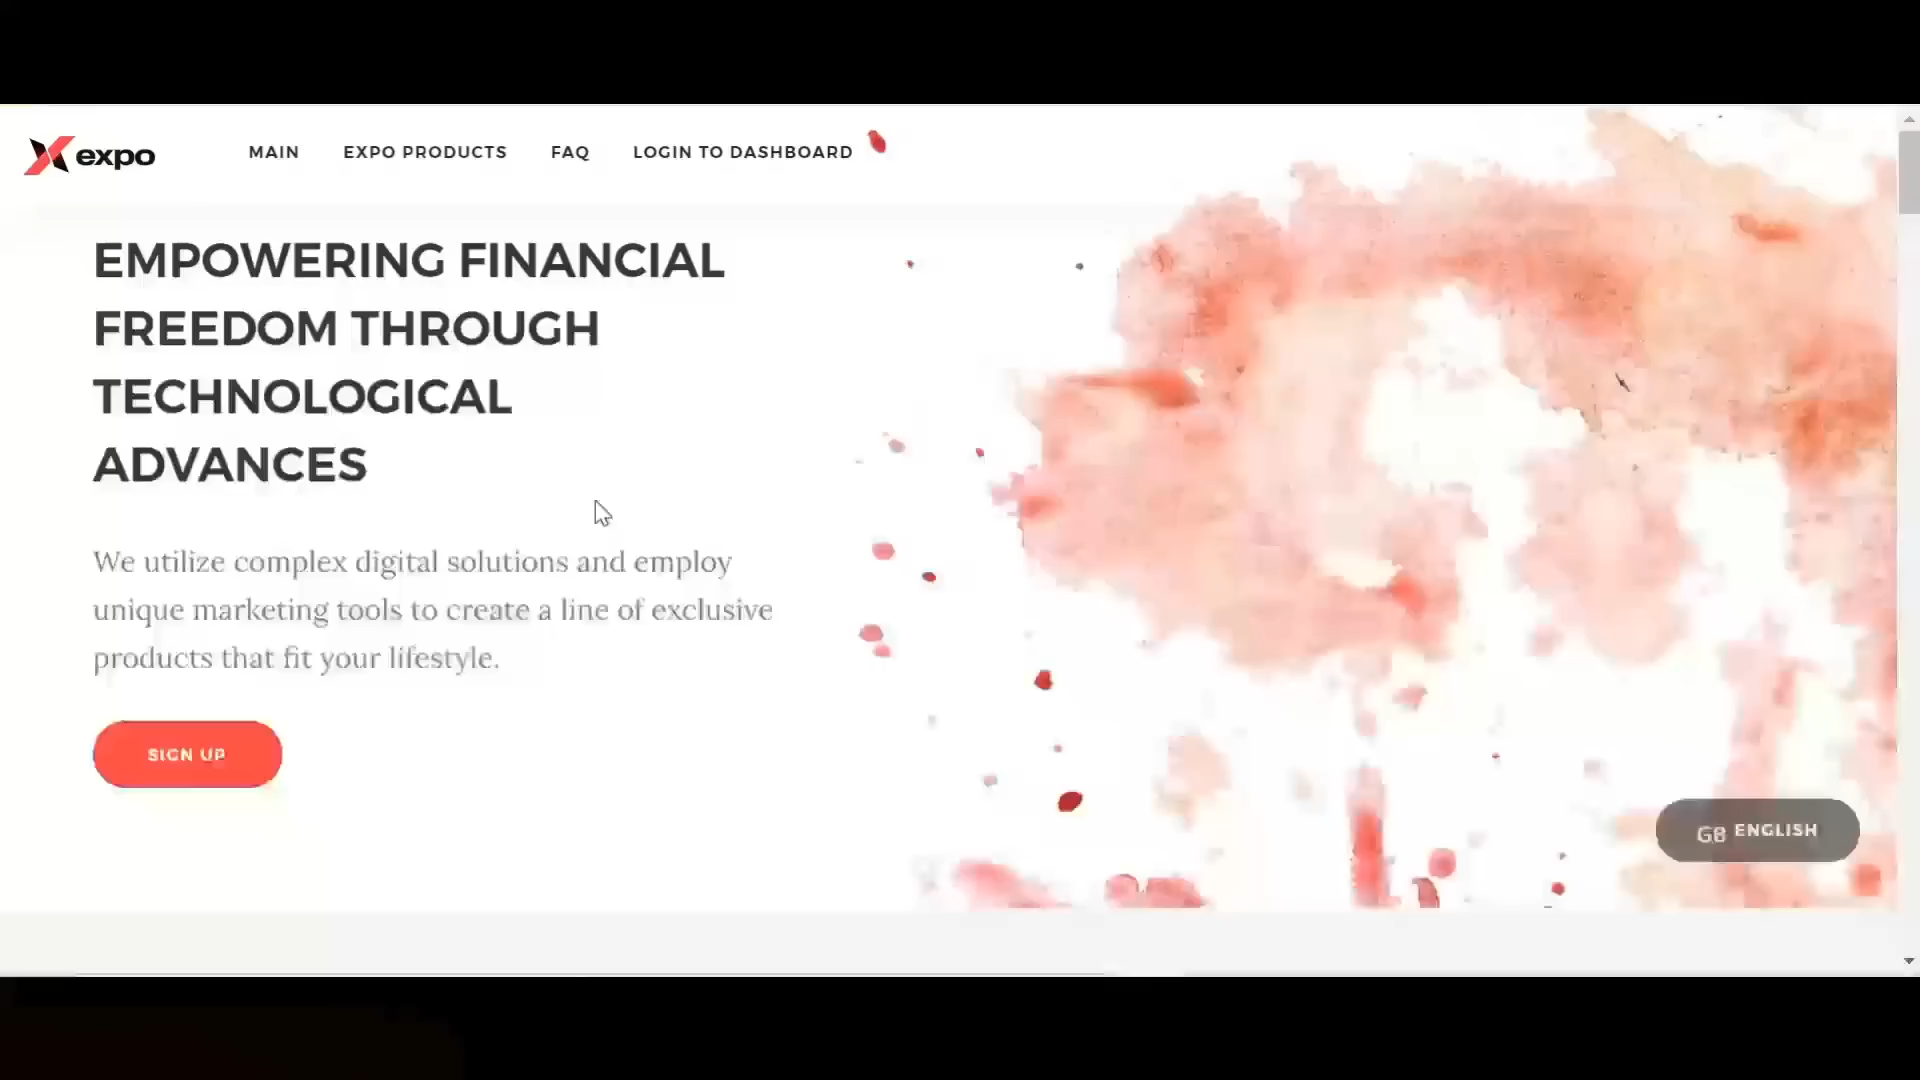 expo
MAIN EXPO PRODUCTS FAQ LOGIN TO DASHBOARD
EMPOWERING FINANCIAL
FREEDOM THROUGH
TECHNOLOGICAL
ADVANCES
We utilize complex digital solutions and employ
unique marketing tools to create a line of exclusive
products that fit your lifestyle.
SIGN UP
GB ENGLISH